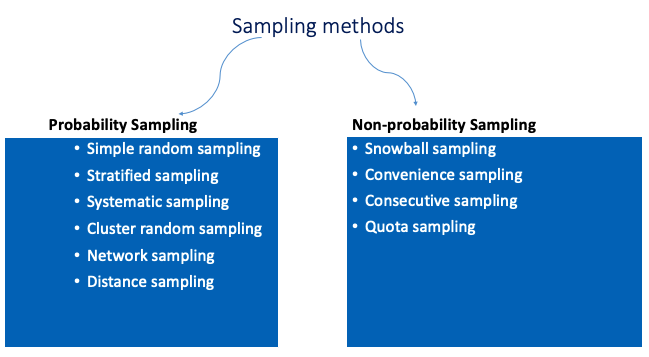 Sampling methods
Probability Sampling
• Simple random sampling
• Stratified sampling
• Systematic sampling
• Cluster random sampling
• Network sampling
• Distance sampling
Non-probability Sampling
• Snowball sampling
• Convenience sampling
• Consecutive sampling
• Quota sampling